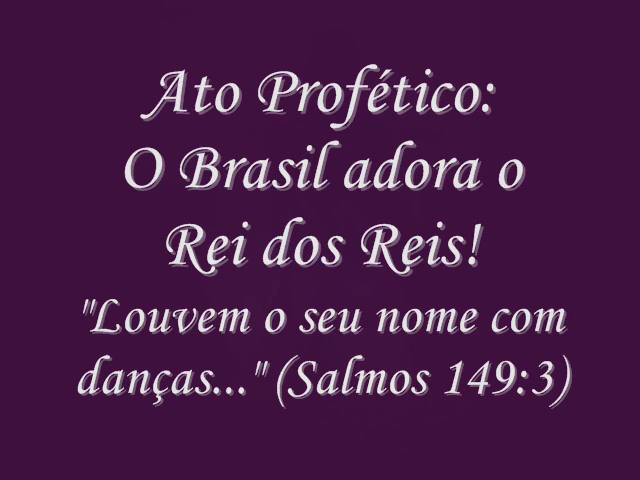 Ato Profético:
O Brasil adora o
Rei dos Reis!
"Louvem o seu nome com
danças..." (Salmos 149:3)